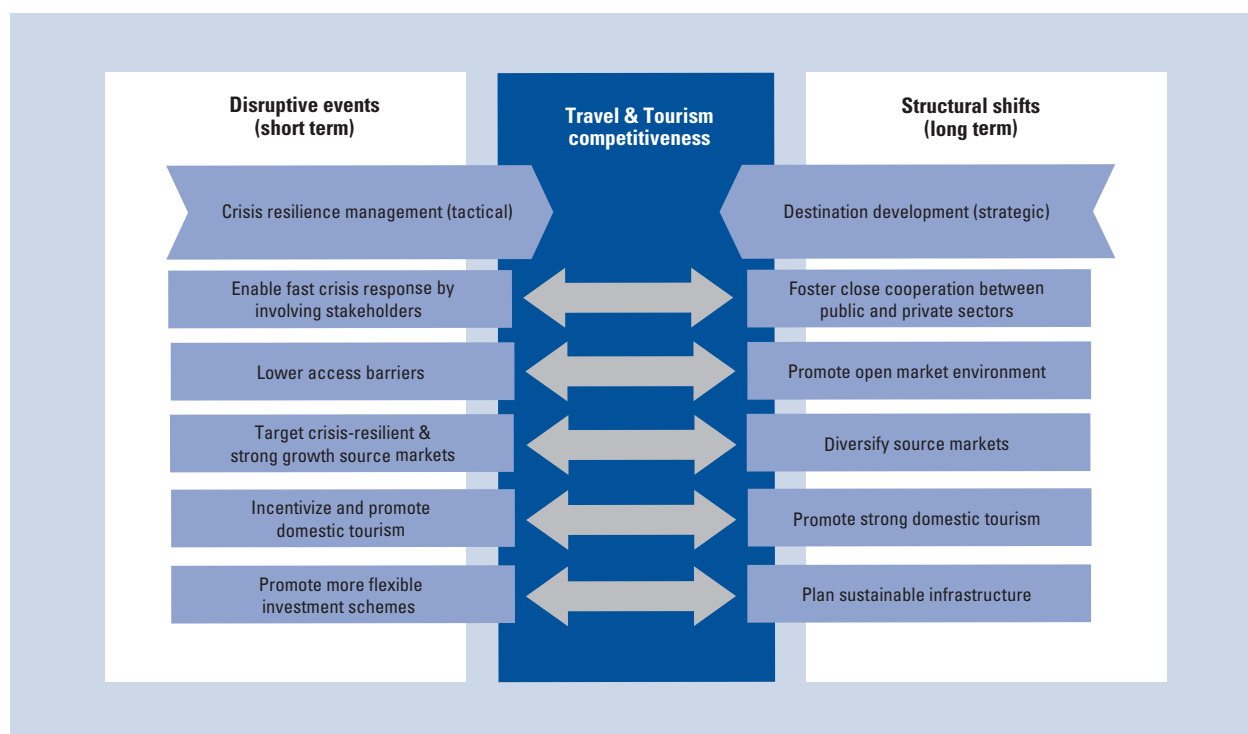 Disruptive events
(short term)
Travel & Tourism
competitiveness
Structural shifts
(long term)
Crisis resilience management (tactical)
Destination development (strategic)
Enable fast crisis response by
involving stakeholders
Foster close cooperation between
public and private sectors
Lower access barriers
Promote open market environment
Target crisis-resilient &
strong growth source markets
Diversify source markets
Incentivize and promote
domestic tourism
Promote strong domestic tourism
Promote more flexible
investment schemes
Plan sustainable infrastructure